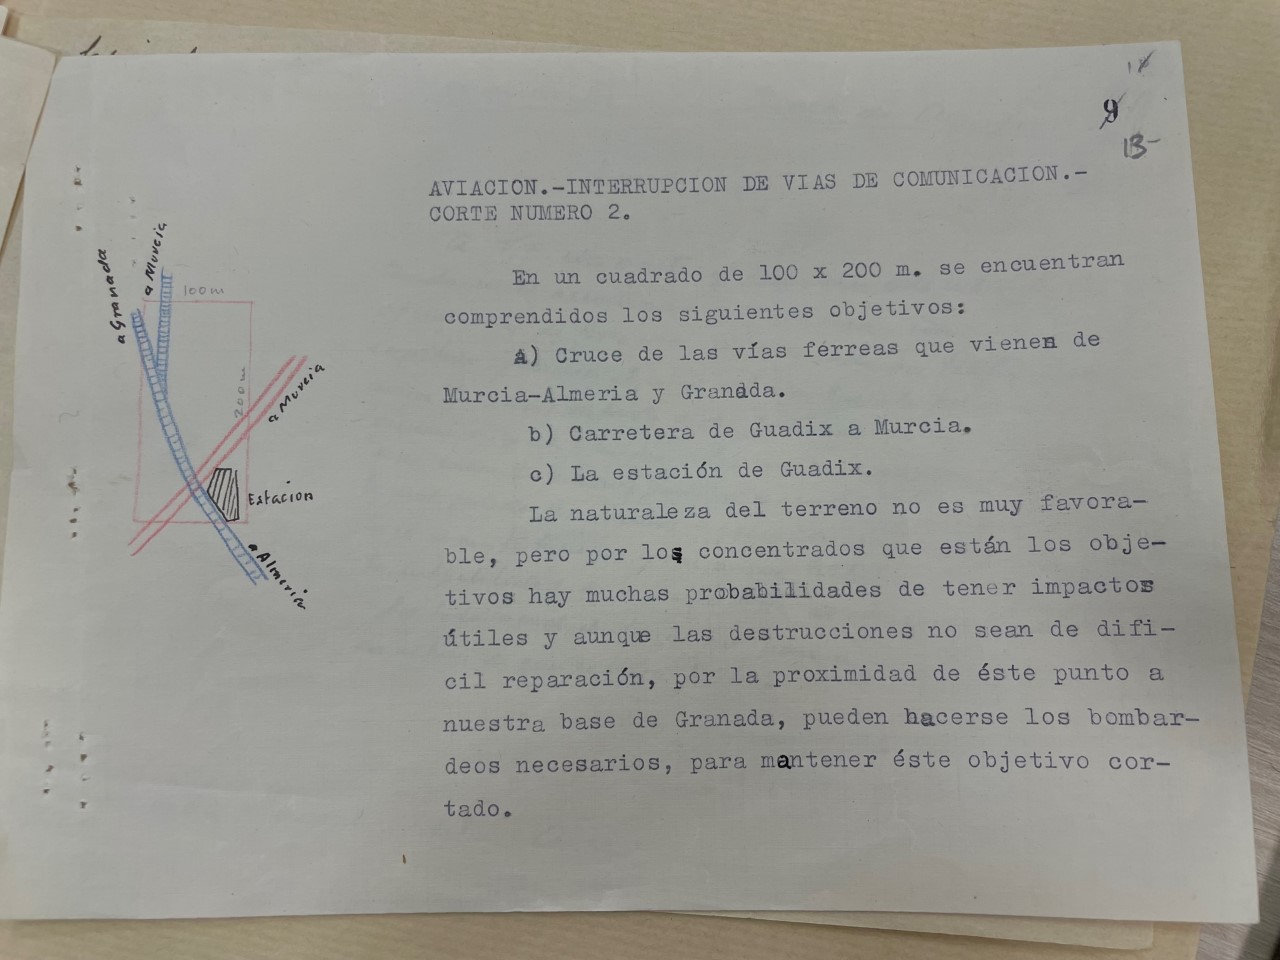 9
13-
AVIACION.-INTERRUPCION DE VIAS DE COMUNICACION.-
CORTE NUMERO 2.
En un cuadrado de 100 x 200 m. se encuentran
comprendidos los siguientes objetivos:
A) Cruce de las vías férreas que vienen de
Murcia-Almeria y Granada.
b) Carretera de Guadix a Murcia.
c) La estación de Guadix.
La naturaleza del terreno no es muy favora-
ble, pero por los concentrados que están los obje-
tivos hay muchas probabilidades de tener impactos
útiles y aunque las destrucciones no sean de difi-
cil reparación, por la proximidad de éste punto a
nuestra base de Granada, pueden hacerse los bombar-
deos necesarios, para mantener éste objetivo cor-
tado.
a Granada
a Murcia
100 m
200 m
a Murcia
Estacion
a Almeria